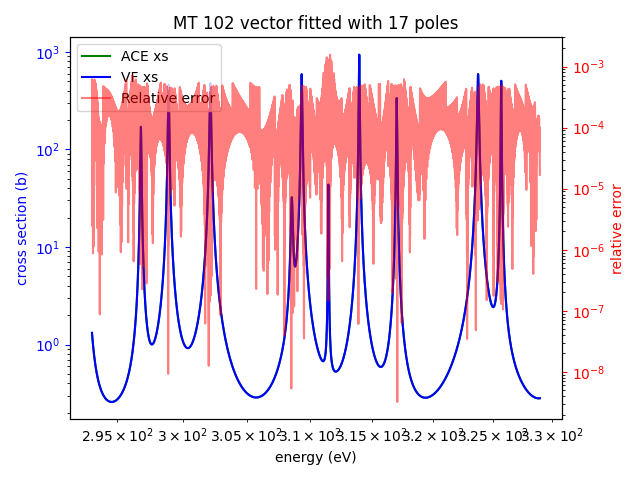 MT 102 vector fitted with 17 poles
ACE xs
VF xs
Relative error
cross section (b)
10³
10²
10¹
10⁰
relative error
10⁻³
10⁻⁴
10⁻⁵
10⁻⁶
10⁻⁷
10⁻⁸
2.95 × 10² 3 × 10² 3.05 × 10² 3.1 × 10² 3.15 × 10² 3.2 × 10² 3.25 × 10² 3.3 × 10²
energy (eV)